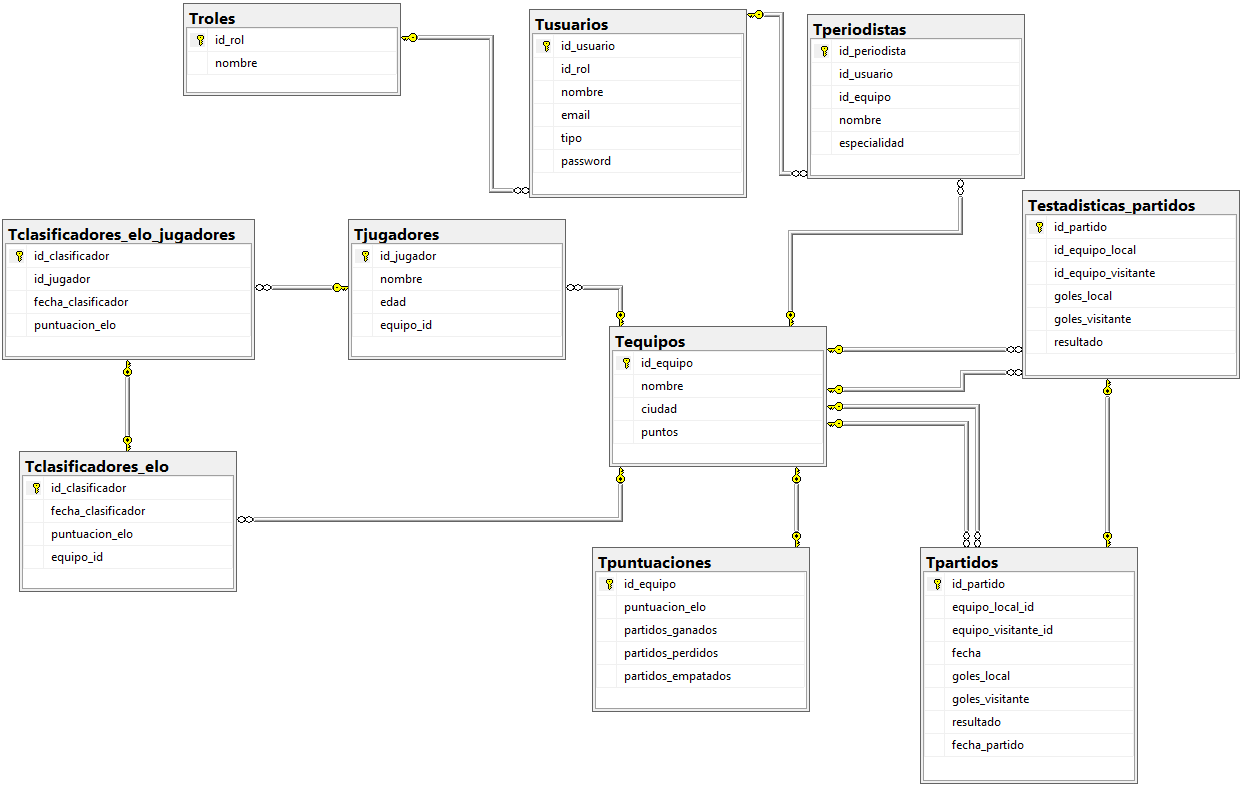 Troles
id_rol
nombre
Tusuarios
id_usuario
id_rol
nombre
email
tipo
password
Tperiodistas
id_periodista
id_usuario
id_equipo
nombre
especialidad
Testadisticas_partidos
id_partido
id_equipo_local
id_equipo_visitante
goles_local
goles_visitante
resultado
Tclasificadores_elo_jugadores
id_clasificador
id_jugador
fecha_clasificador
puntuacion_elo
Tjugadores
id_jugador
nombre
edad
equipo_id
Tequipos
id_equipo
nombre
ciudad
puntos
Tclasificadores_elo
id_clasificador
fecha_clasificador
puntuacion_elo
equipo_id
Tpuntuaciones
id_equipo
puntuacion_elo
partidos_ganados
partidos_perdidos
partidos_empatados
Tpartidos
id_partido
equipo_local_id
equipo_visitante_id
fecha
goles_local
goles_visitante
resultado
fecha_partido